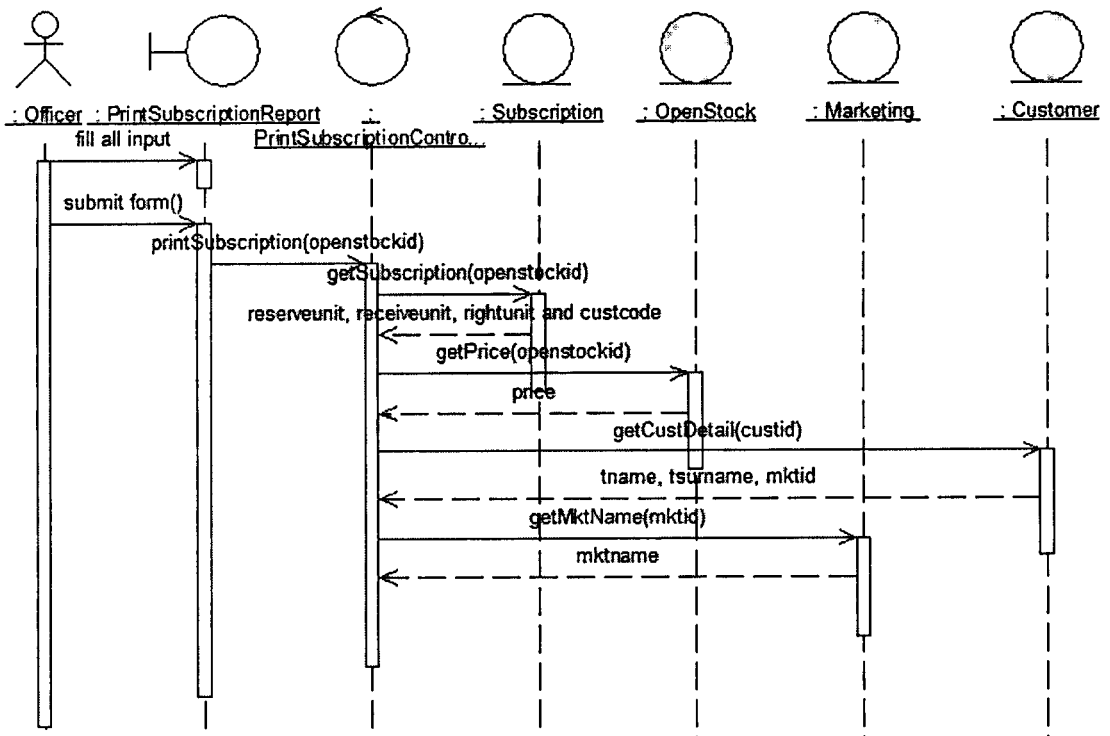 : Officer
: PrintSubscriptionReport
:
PrintSubscriptionContro...
: Subscription
: OpenStock
: Marketing
: Customer
fill all input
submit form()
printSubscription(openstockid)
getSubscription(openstockid)
reserveunit, receiveunit, rightunit and custcode
getPrice(openstockid)
price
getCustDetail(custid)
tname, tsurname, mktid
getMktName(mktid)
mktname